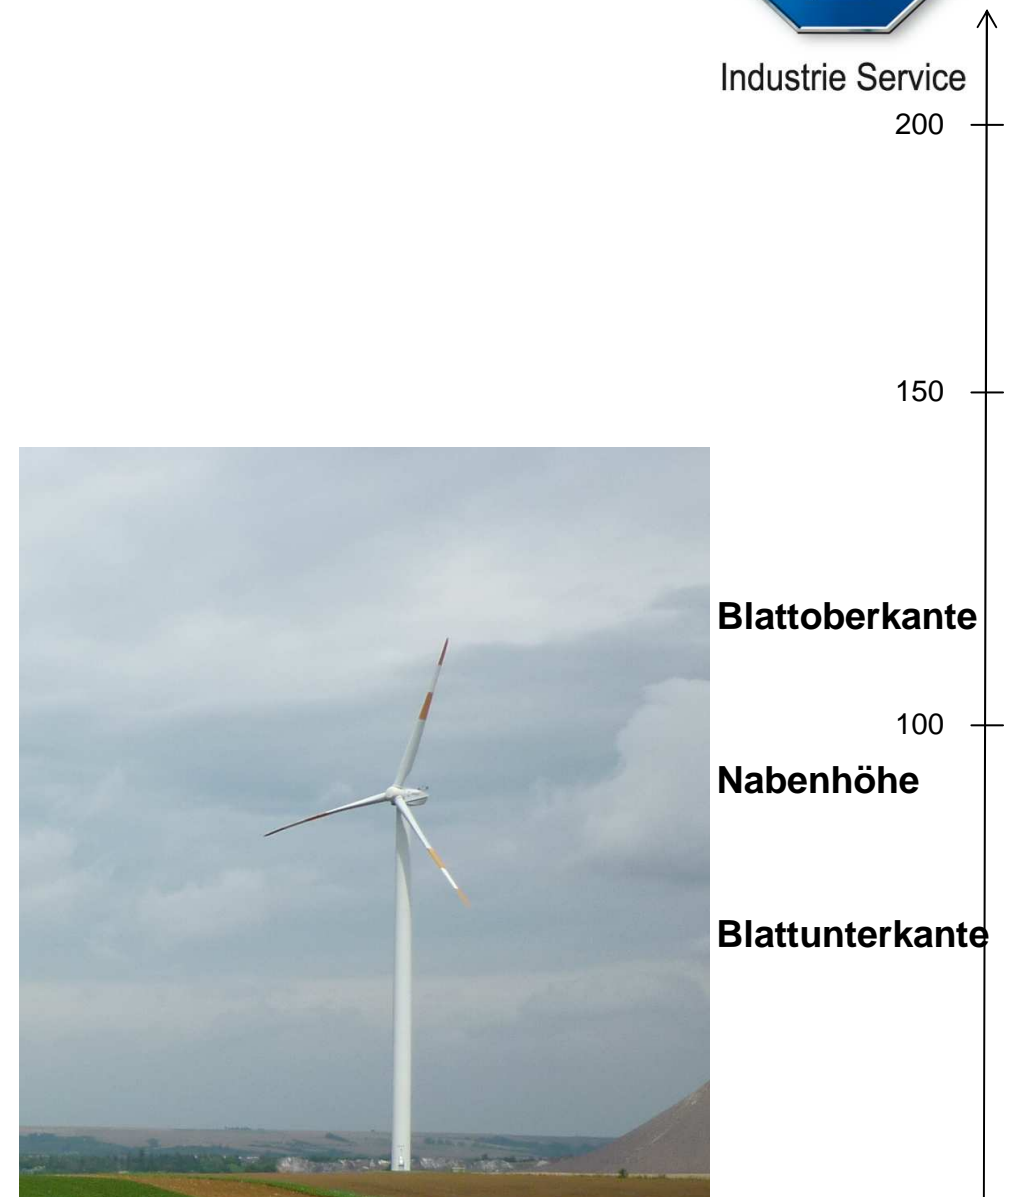 Industrie Service
200
150
Blattoberkante
100
Nabenhöhe
Blattunterkante